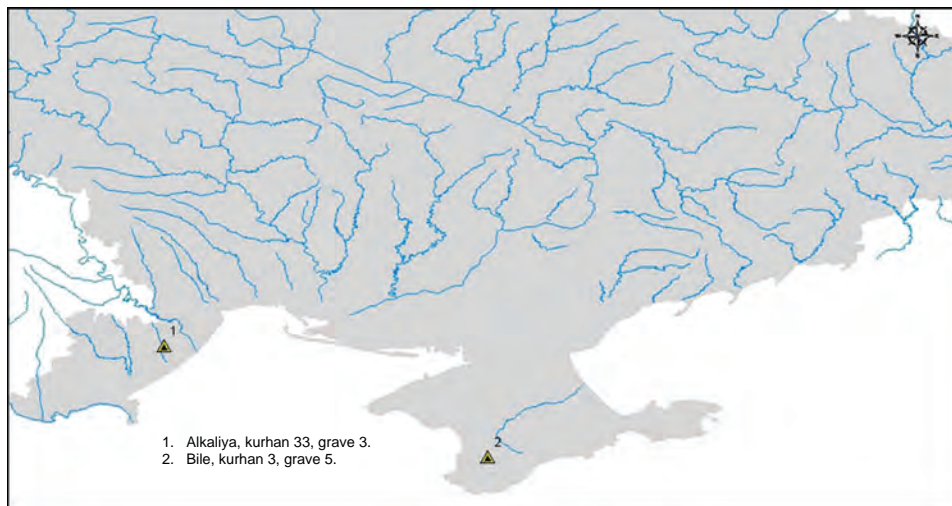 1
2
1. Alkaliya, kurhan 33, grave 3.
2. Bile, kurhan 3, grave 5.